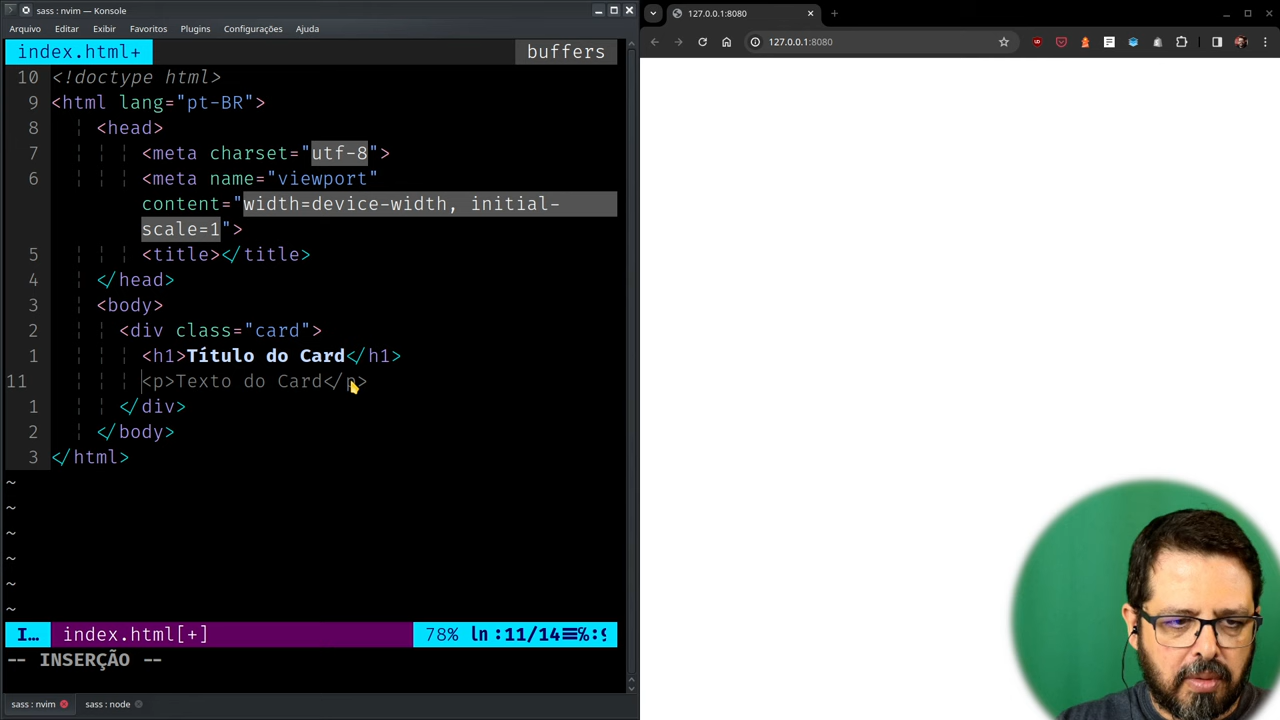 sass : nvim — Konsole
Arquivo Editar Exibir Favoritos Plugins Configurações Ajuda
index.html+ buffers
10 <!doctype html>
9 <html lang="pt-BR">
8 <head>
7 <meta charset="utf-8">
6 <meta name="viewport"
content="width=device-width, initial-
scale=1">
5 <title></title>
4 </head>
3 <body>
2 <div class="card">
1 <h1>Título do Card</h1>
11 <p>Texto do Card</p>
1 </div>
2 </body>
3 </html>
~
~
~
~
~
~
I… index.html[+] 78% ln :11/14☰%:9
-- INSERÇÃO --
sass : nvim sass : node
127.0.0.1:8080
127.0.0.1:8080